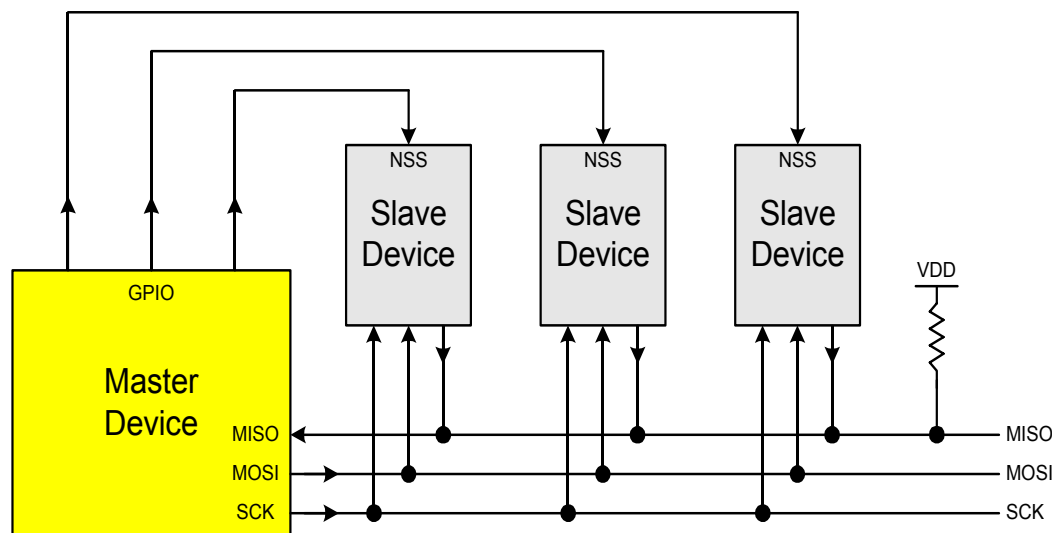 NSS
NSS
NSS
Slave
Device
Slave
Device
Slave
Device
VDD
GPIO
Master
Device
MISO
MISO
MOSI
MOSI
SCK
SCK